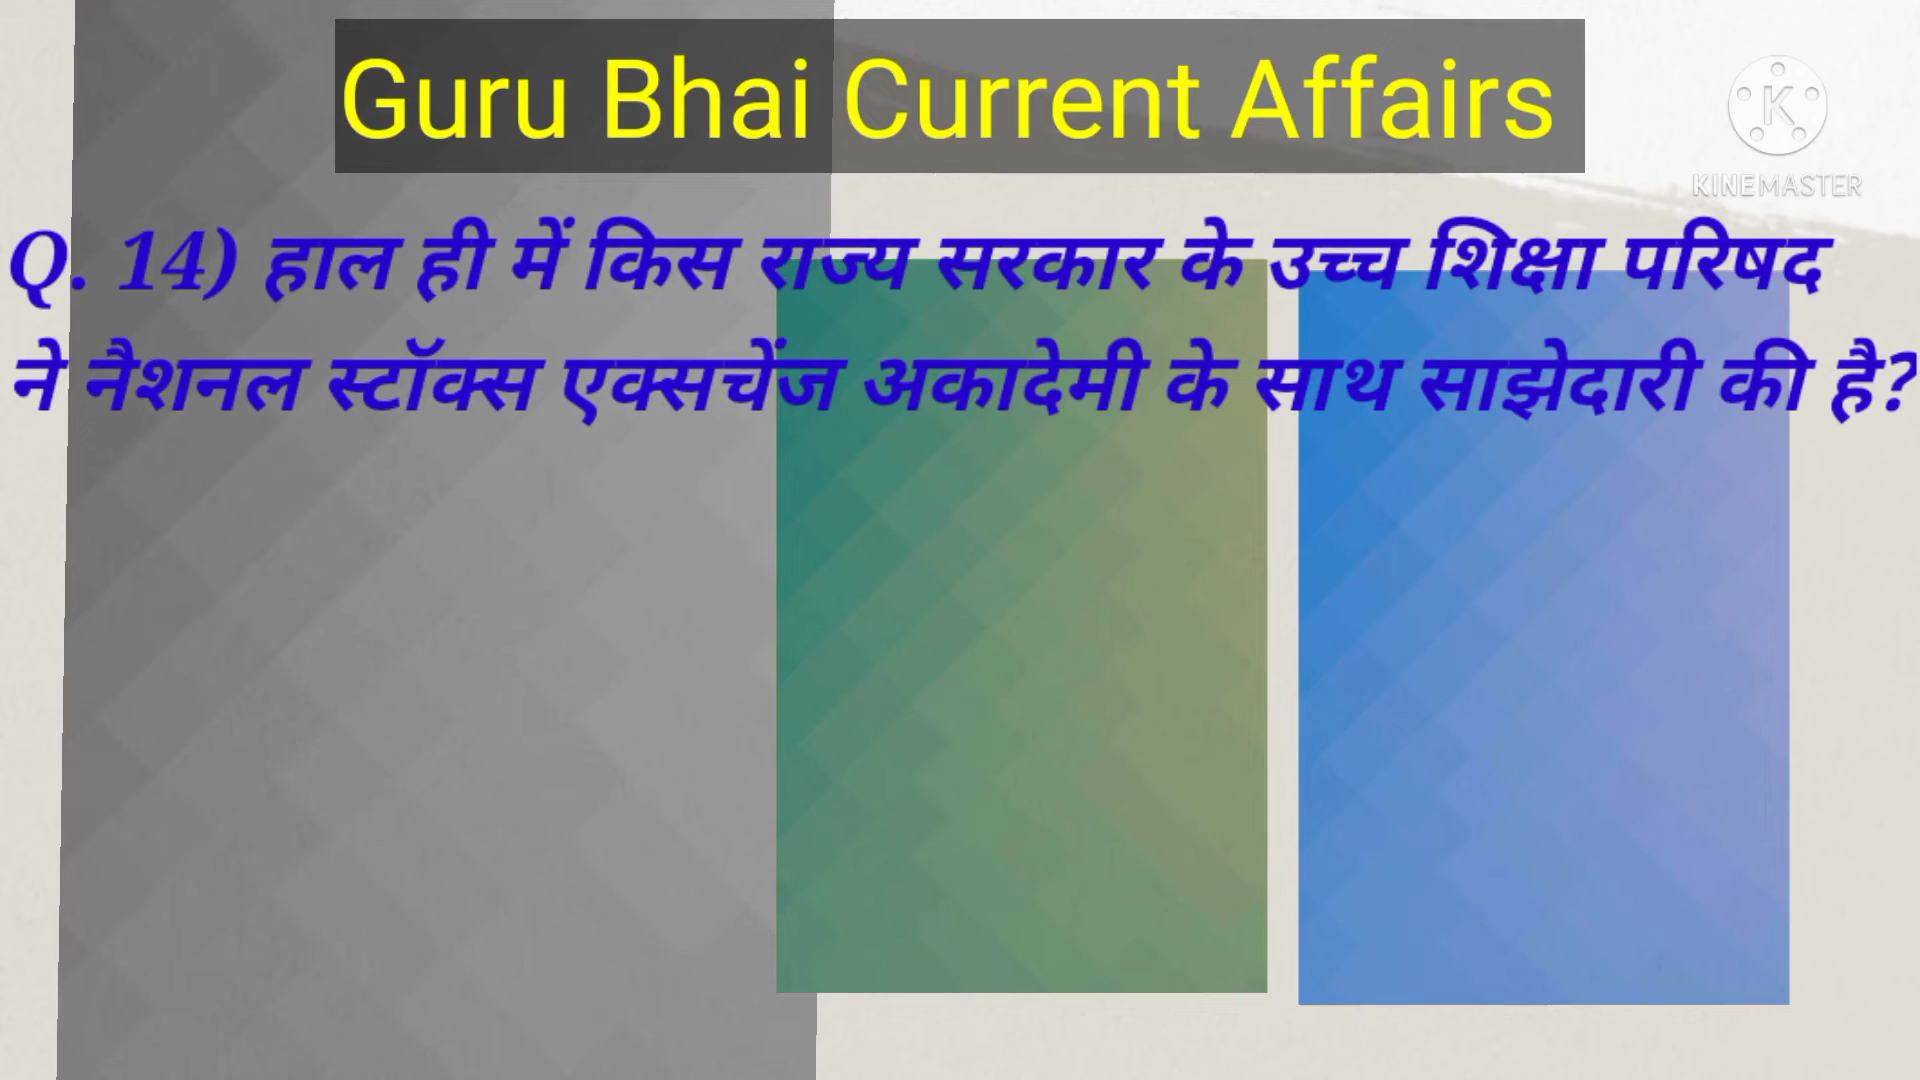 Guru Bhai Current Affairs
K
KINEMASTER
Q. 14) हाल ही में किस राज्य सरकार के उच्च शिक्षा परिषद
ने नैशनल स्टॉक्स एक्सचेंज अकादेमी के साथ साझेदारी की है?